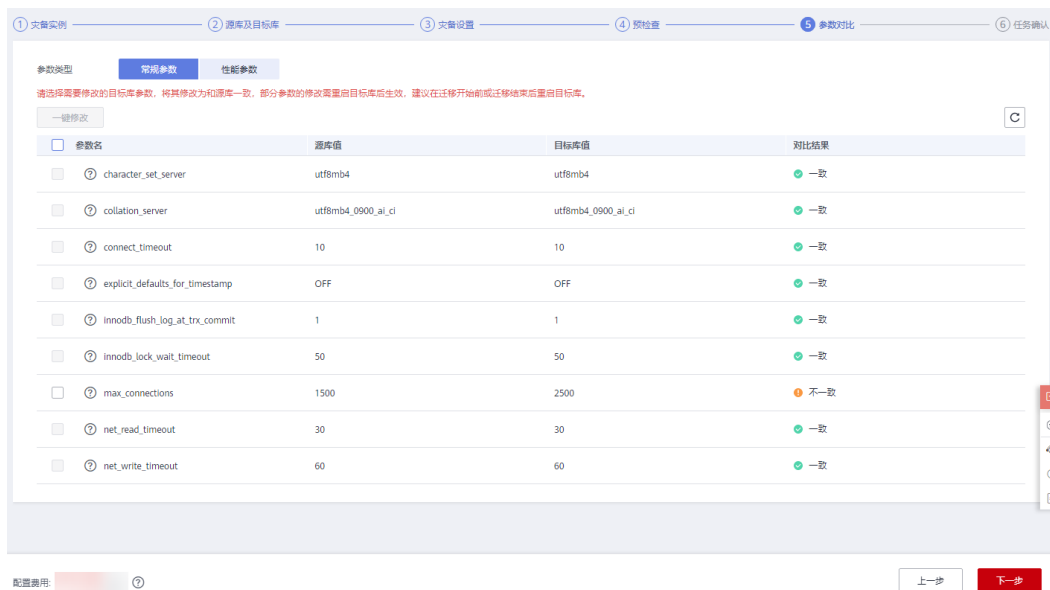 1 灾备实例 2 源库及目标库 3 灾备设置 4 预检查 5 参数对比 6 任务确认
参数类型 常规参数 性能参数
请选择需要修改的目标库参数，将其修改为和源库一致，部分参数的修改需重启目标库后生效，建议在迁移开始前或迁移结束后重启目标库。
一键修改
参数名 源库值 目标库值 对比结果
? character_set_server utf8mb4 utf8mb4 一致
? collation_server utf8mb4_0900_ai_ci utf8mb4_0900_ai_ci 一致
? connect_timeout 10 10 一致
? explicit_defaults_for_timestamp OFF OFF 一致
? innodb_flush_log_at_trx_commit 1 1 一致
? innodb_lock_wait_timeout 50 50 一致
? max_connections 1500 2500 不一致
? net_read_timeout 30 30 一致
? net_write_timeout 60 60 一致
配置费用: ? 上一步 下一步